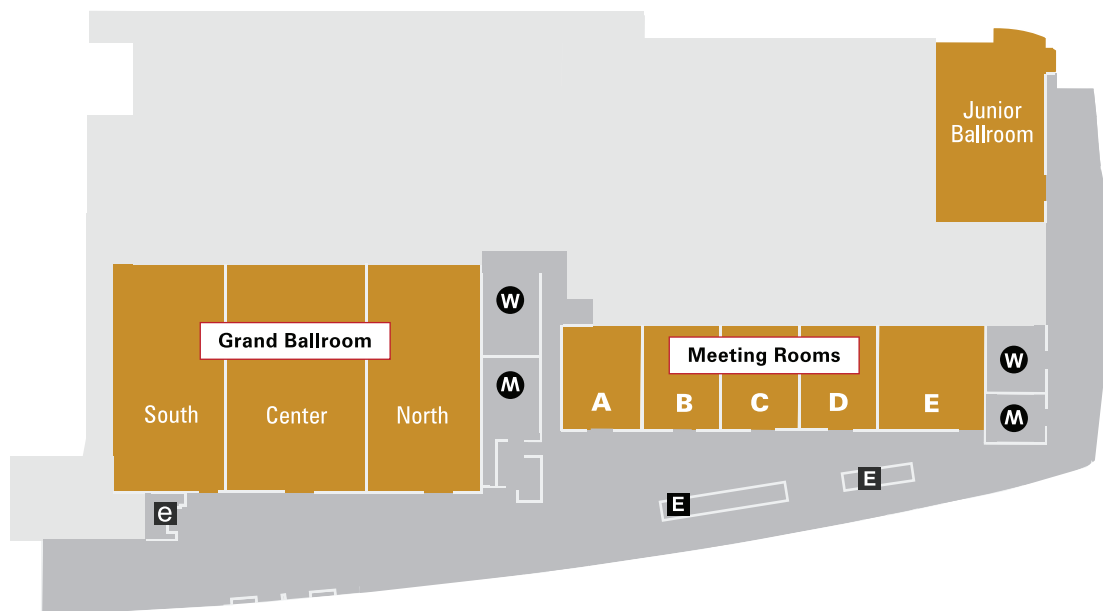 Junior
Ballroom
W
Grand Ballroom
Meeting Rooms
W
M
A
B
C
D
E
South
Center
North
M
E
E
e